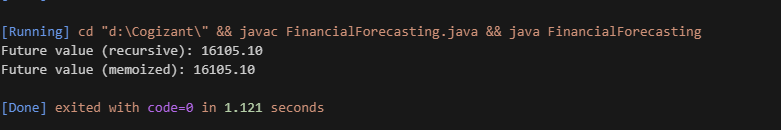 [Running] cd "d:\Cogizant\" && javac FinancialForecasting.java && java FinancialForecasting
Future value (recursive): 16105.10
Future value (memoized): 16105.10
[Done] exited with code=0 in 1.121 seconds